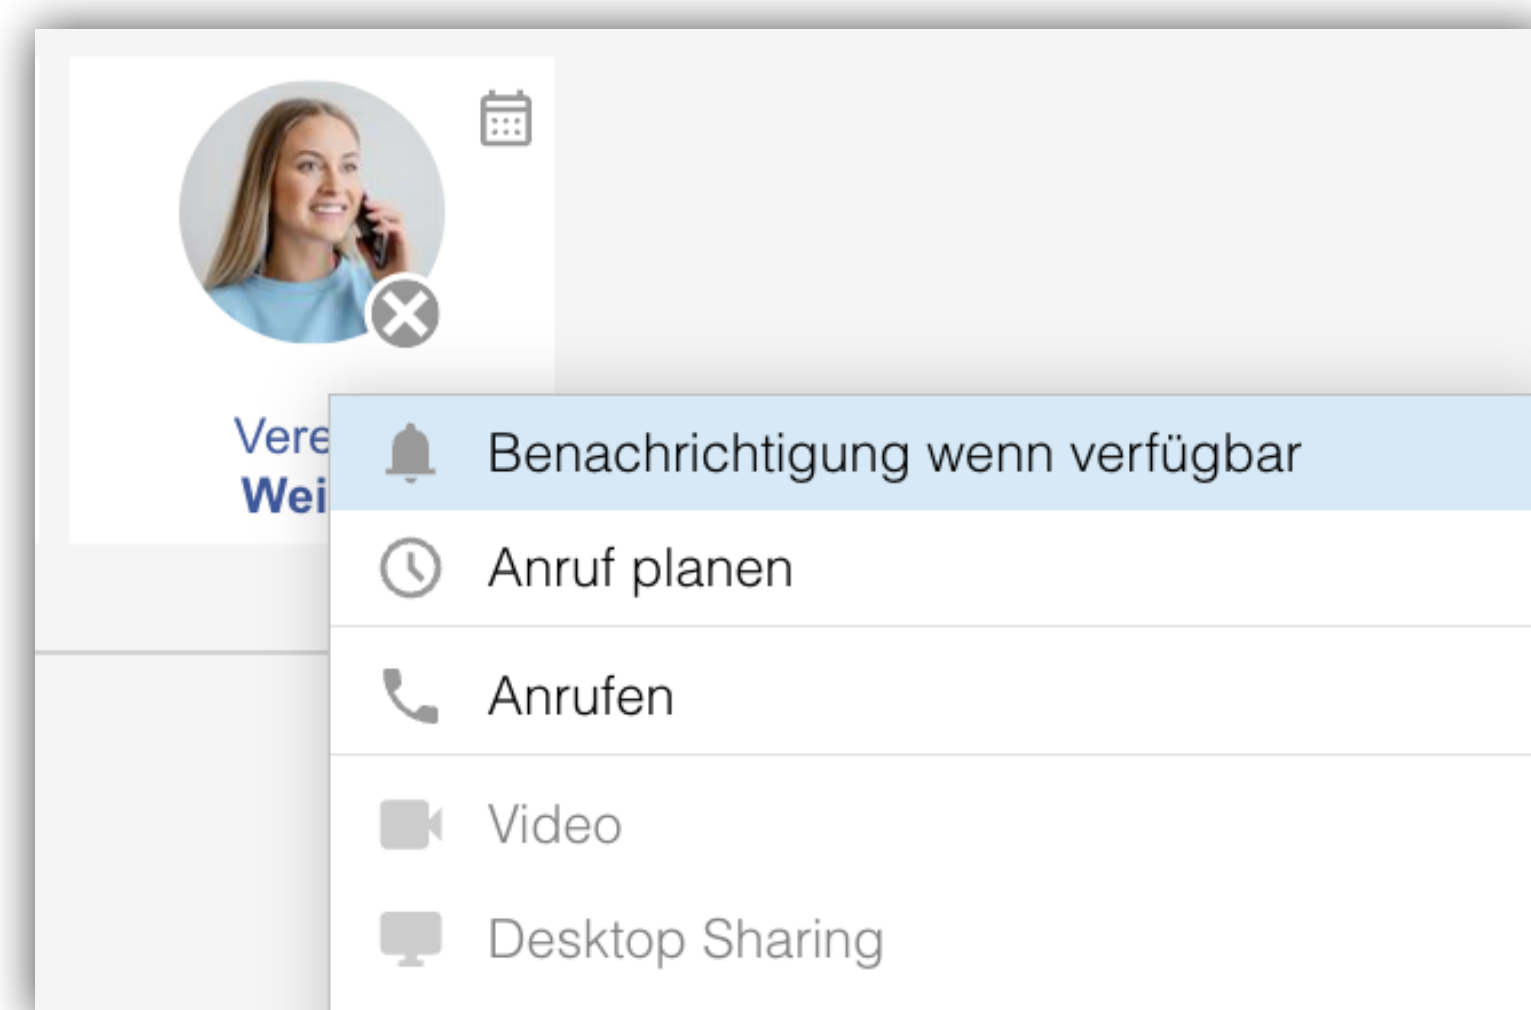 Vere
Wei
Benachrichtigung wenn verfügbar
Anruf planen
Anrufen
Video
Desktop Sharing